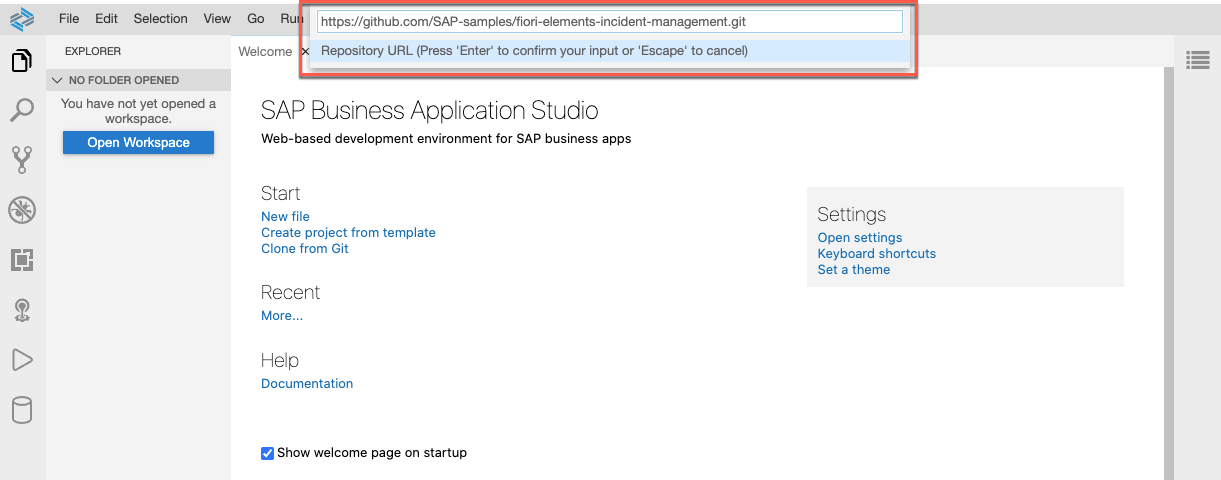 File Edit Selection View Go Run
https://github.com/SAP-samples/fiori-elements-incident-management.git
Repository URL (Press 'Enter' to confirm your input or 'Escape' to cancel)
EXPLORER
NO FOLDER OPENED
You have not yet opened a
workspace.
Open Workspace
Welcome
SAP Business Application Studio
Web-based development environment for SAP business apps
Start
New file
Create project from template
Clone from Git
Recent
More...
Help
Documentation
Show welcome page on startup
Settings
Open settings
Keyboard shortcuts
Set a theme